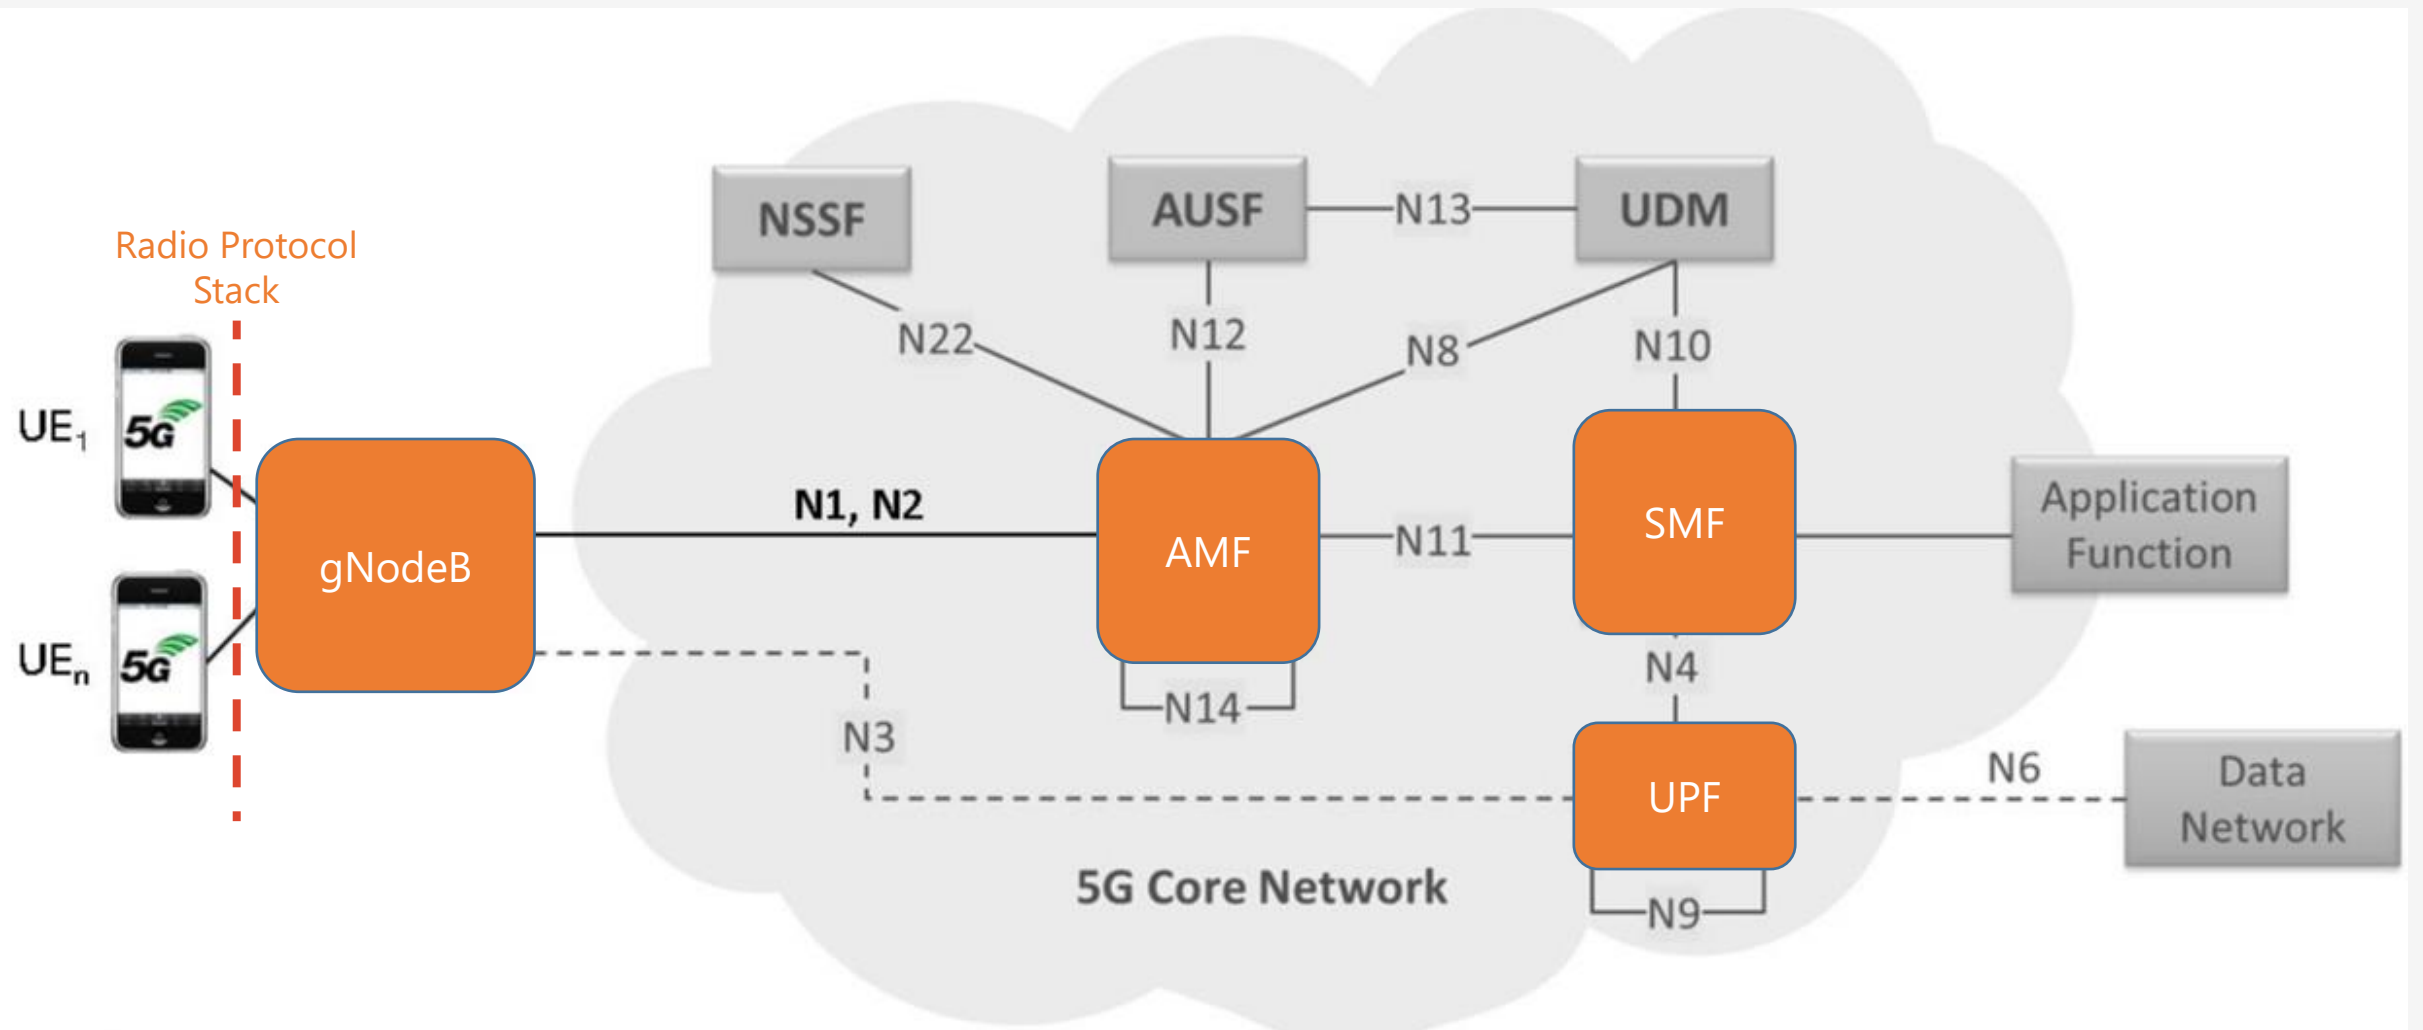 NSSF
AUSF
N13
UDM
Radio Protocol
Stack
N22
N12
N8
N10
UE1
5G
gNodeB
N1, N2
AMF
N11
SMF
Application
Function
UEn
5G
N3
N14
N4
UPF
N6
Data
Network
5G Core Network
N9